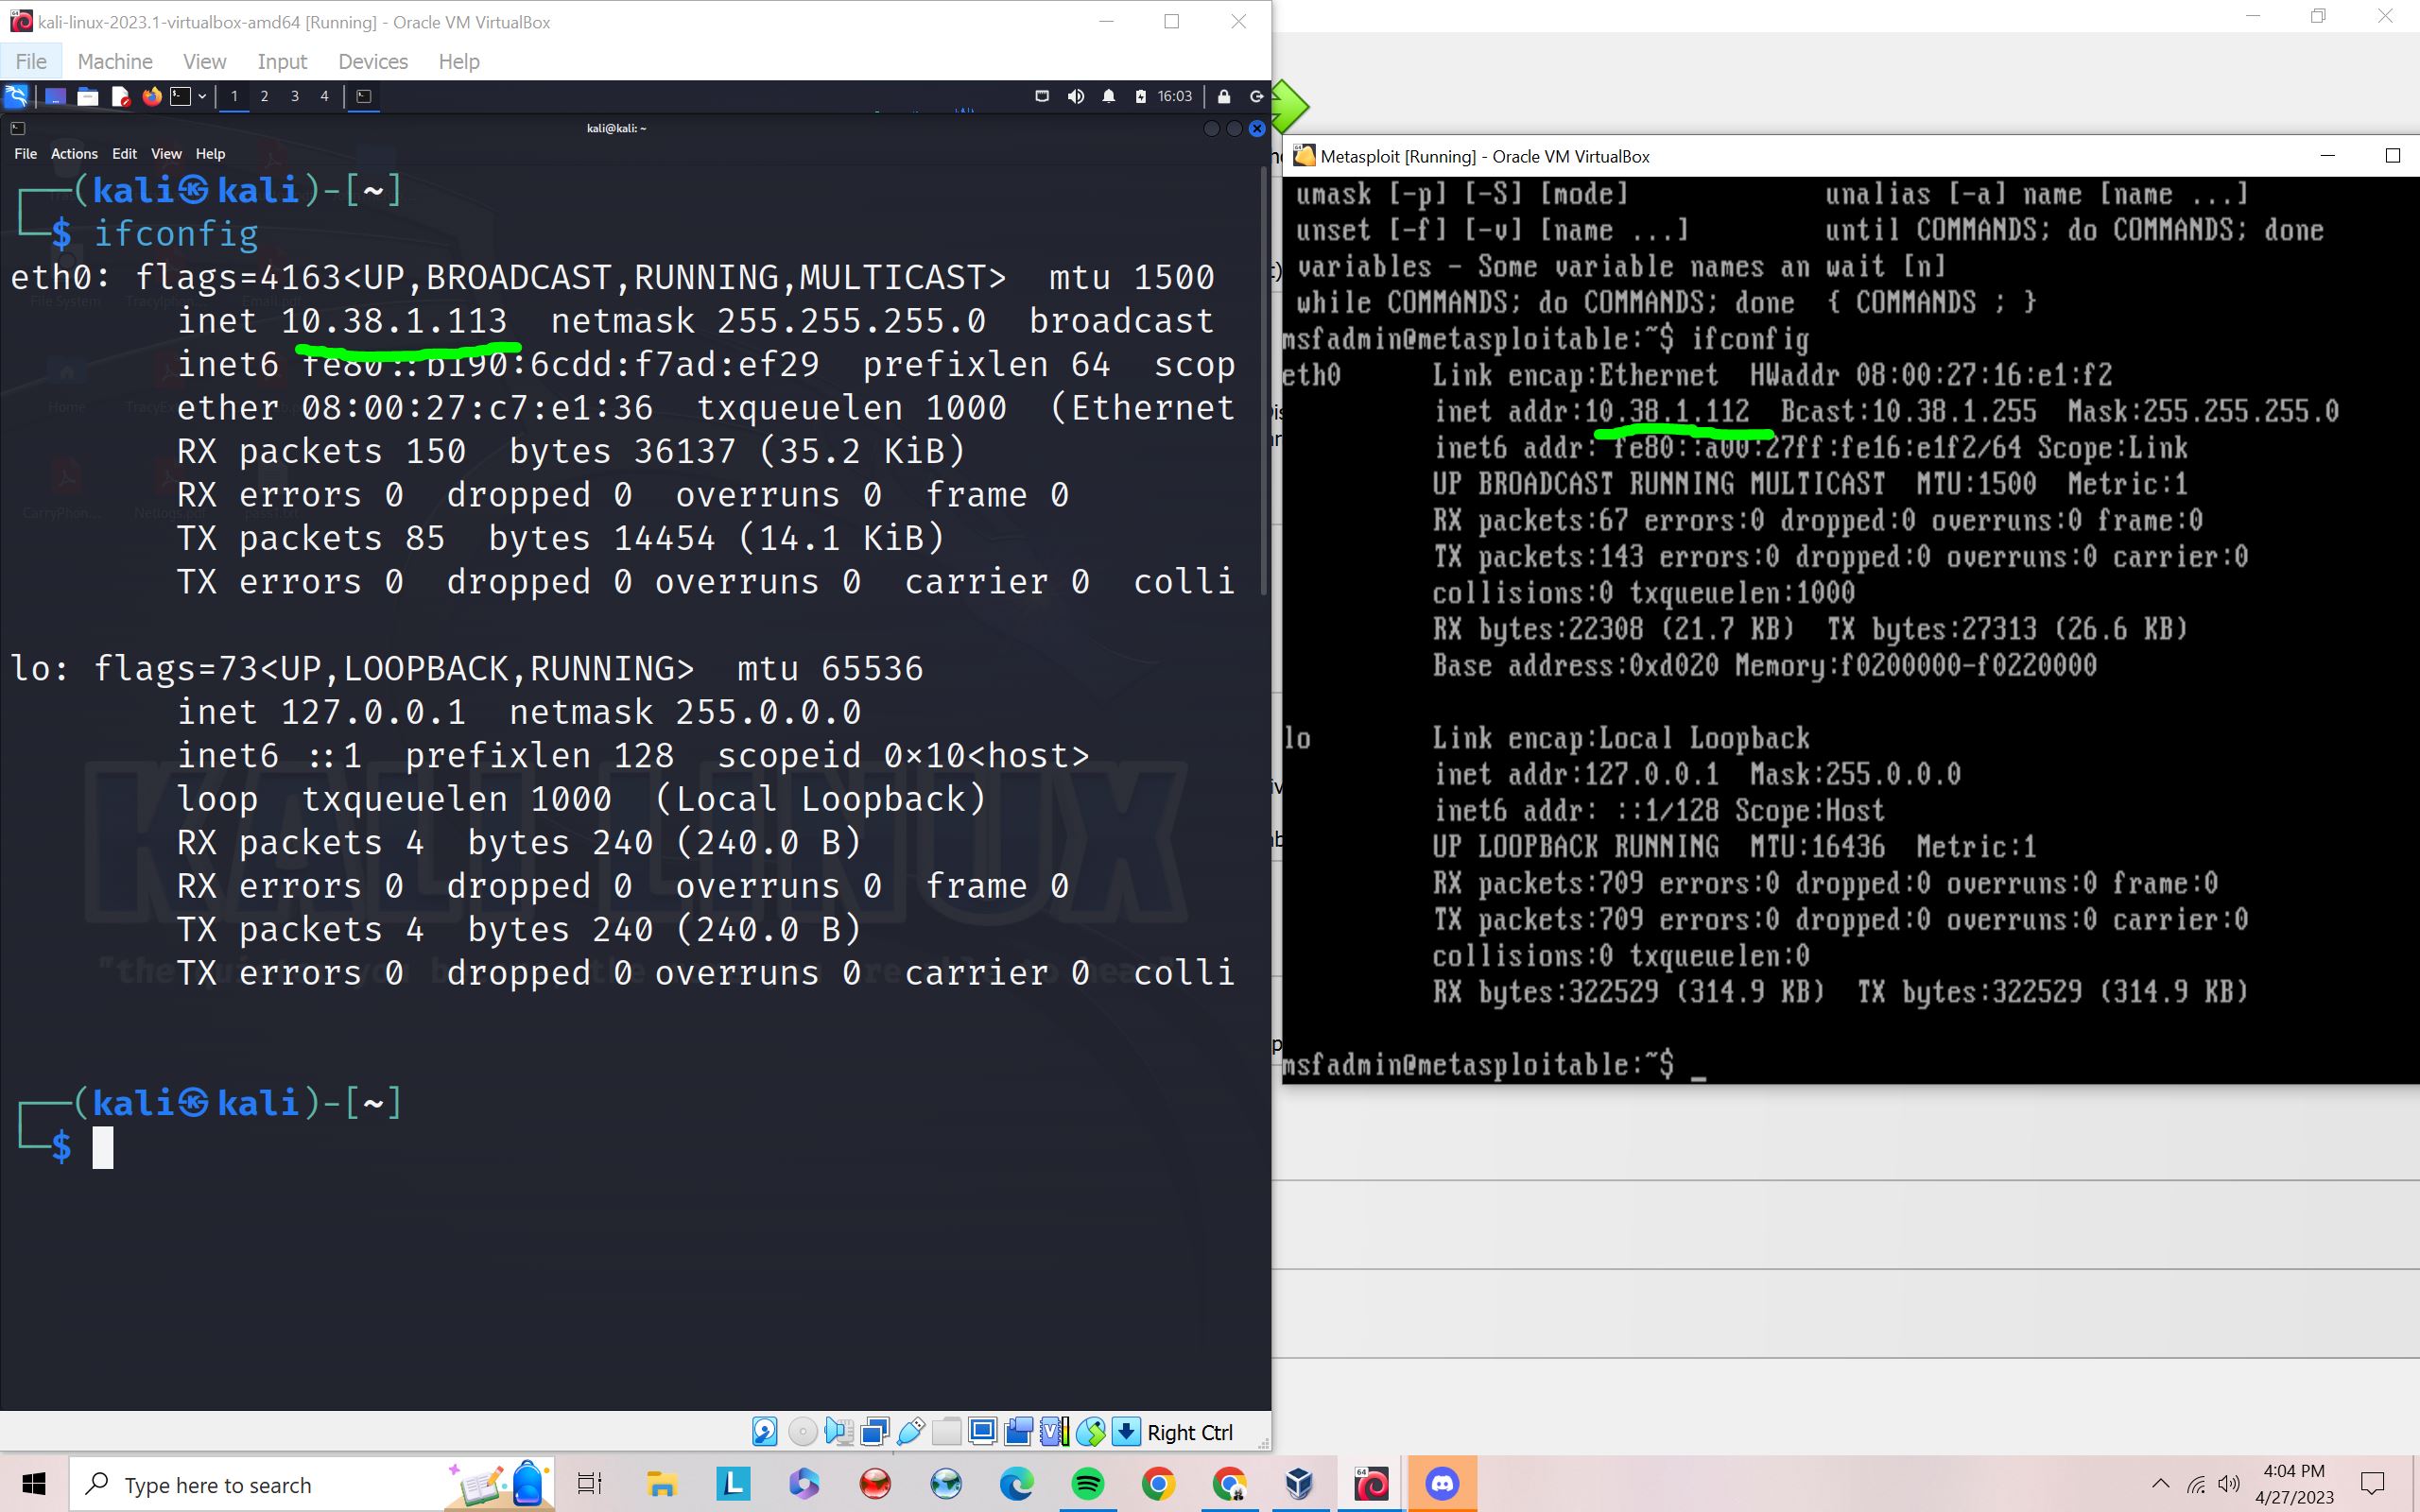 kali-linux-2023.1-virtualbox-amd64 [Running] - Oracle VM VirtualBox
File Machine View Input Devices Help
1 2 3 4 16:03
kali@kali: ~
File Actions Edit View Help
┌──(kali㉿kali)-[~]
└─$ ifconfig
eth0: flags=4163<UP,BROADCAST,RUNNING,MULTICAST>  mtu 1500
inet 10.38.1.113  netmask 255.255.255.0  broadcast
inet6 fe80::b190:6cdd:f7ad:ef29  prefixlen 64  scop
ether 08:00:27:c7:e1:36  txqueuelen 1000  (Ethernet
RX packets 150  bytes 36137 (35.2 KiB)
RX errors 0  dropped 0  overruns 0  frame 0
TX packets 85  bytes 14454 (14.1 KiB)
TX errors 0  dropped 0 overruns 0  carrier 0  colli
lo: flags=73<UP,LOOPBACK,RUNNING>  mtu 65536
inet 127.0.0.1  netmask 255.0.0.0
inet6 ::1  prefixlen 128  scopeid 0×10<host>
loop  txqueuelen 1000  (Local Loopback)
RX packets 4  bytes 240 (240.0 B)
RX errors 0  dropped 0  overruns 0  frame 0
TX packets 4  bytes 240 (240.0 B)
TX errors 0  dropped 0 overruns 0  carrier 0  colli
KALI LINUX
┌──(kali㉿kali)-[~]
└─$
Right Ctrl
Metasploit [Running] - Oracle VM VirtualBox
umask [-p] [-S] [mode] unalias [-a] name [name ...]
unset [-f] [-v] [name ...] until COMMANDS; do COMMANDS; done
variables - Some variable names an wait [n]
while COMMANDS; do COMMANDS; done { COMMANDS ; }
msfadmin@metasploitable:~$ ifconfig
eth0 Link encap:Ethernet  HWaddr 08:00:27:16:e1:f2
inet addr:10.38.1.112  Bcast:10.38.1.255  Mask:255.255.255.0
inet6 addr: fe80::a00:27ff:fe16:e1f2/64 Scope:Link
UP BROADCAST RUNNING MULTICAST  MTU:1500  Metric:1
RX packets:67 errors:0 dropped:0 overruns:0 frame:0
TX packets:143 errors:0 dropped:0 overruns:0 carrier:0
collisions:0 txqueuelen:1000
RX bytes:22308 (21.7 KB)  TX bytes:27313 (26.6 KB)
Base address:0xd020 Memory:f0200000-f0220000
lo Link encap:Local Loopback
inet addr:127.0.0.1  Mask:255.0.0.0
inet6 addr: ::1/128 Scope:Host
UP LOOPBACK RUNNING  MTU:16436  Metric:1
RX packets:709 errors:0 dropped:0 overruns:0 frame:0
TX packets:709 errors:0 dropped:0 overruns:0 carrier:0
collisions:0 txqueuelen:0
RX bytes:322529 (314.9 KB)  TX bytes:322529 (314.9 KB)
msfadmin@metasploitable:~$ _
Type here to search
4:04 PM
4/27/2023